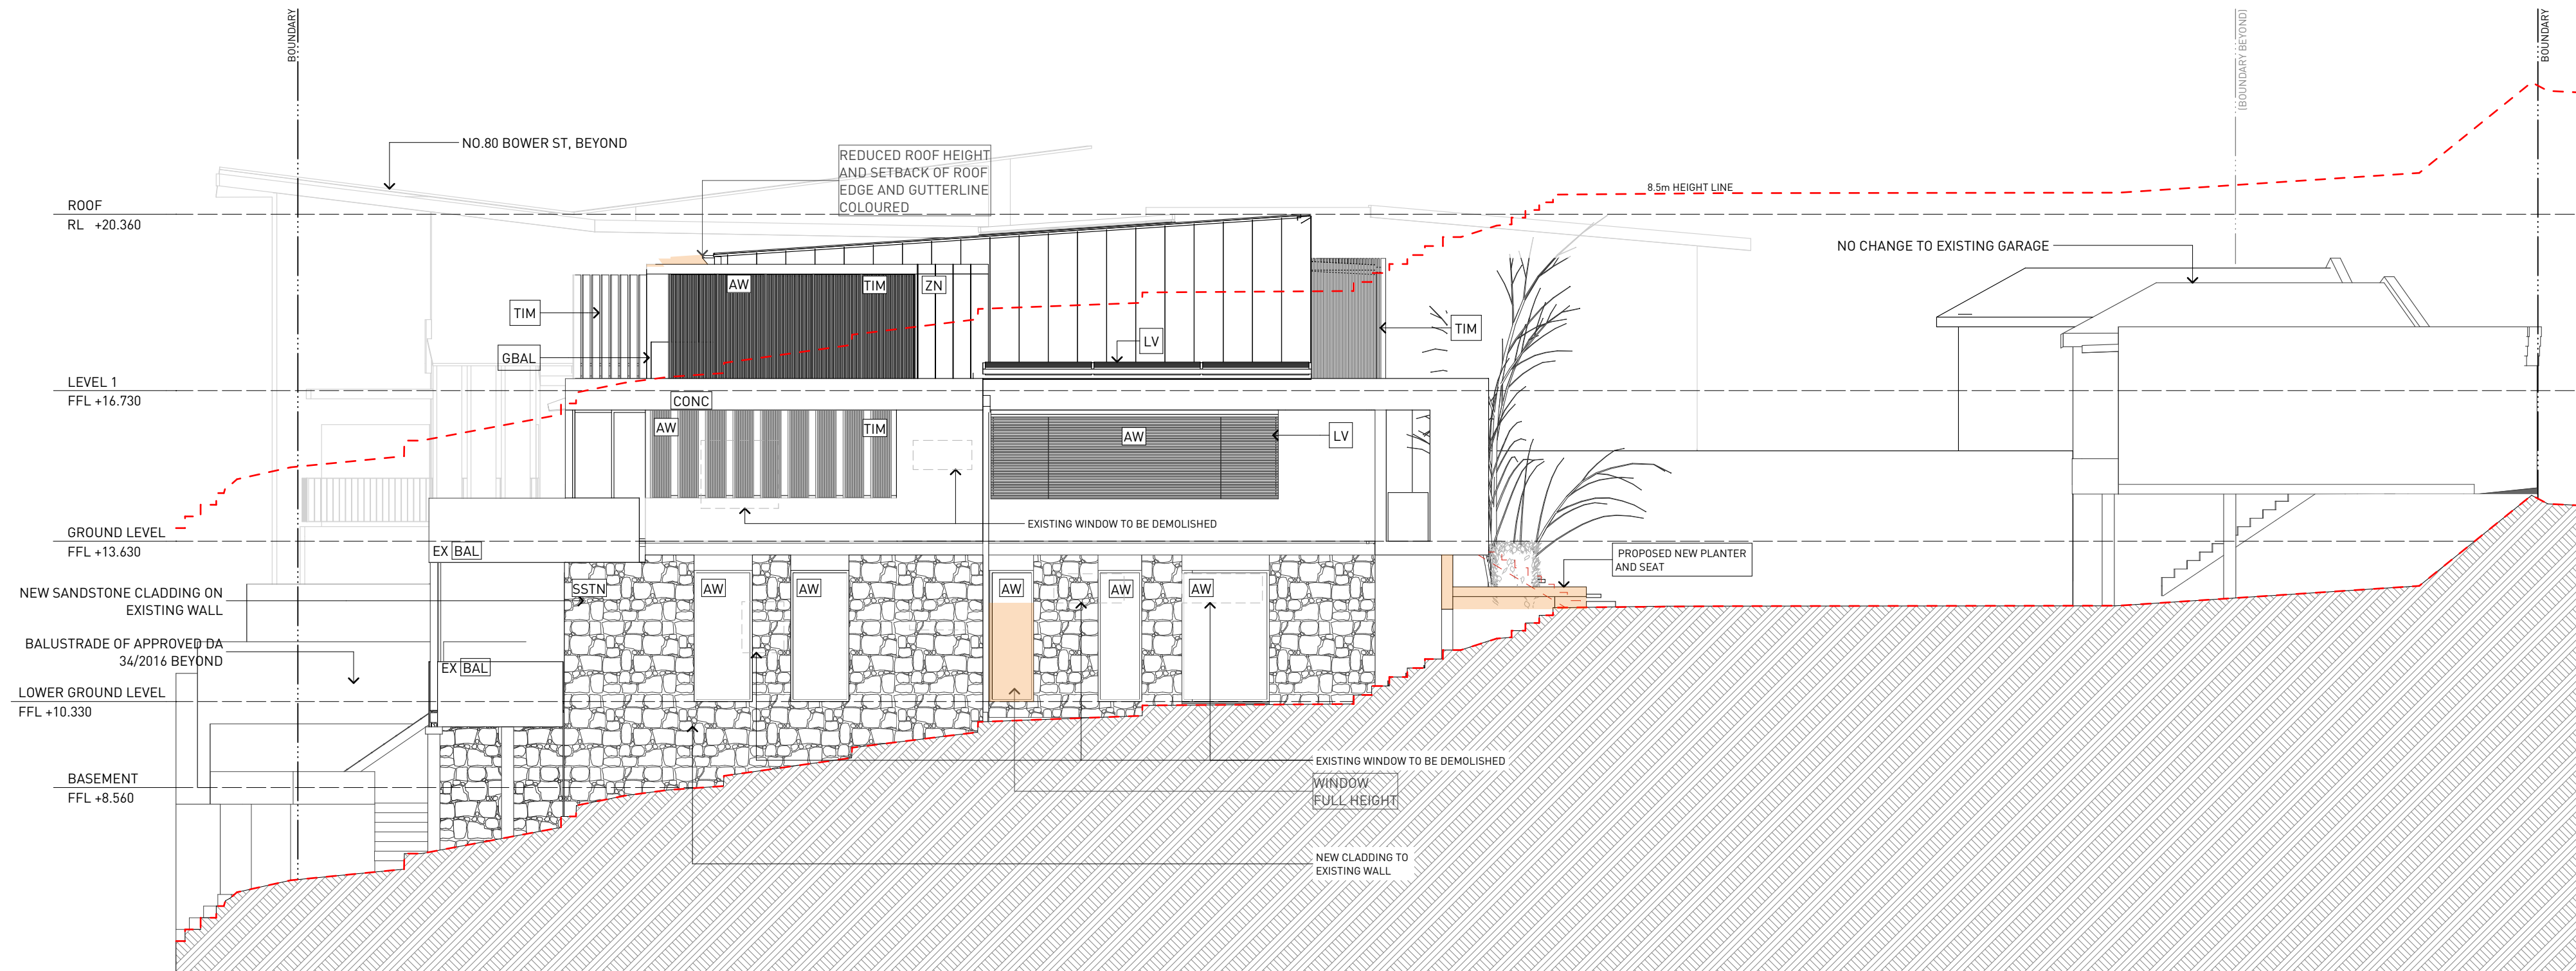 BOUNDARY
[BOUNDARY BEYOND]
BOUNDARY
NO.80 BOWER ST, BEYOND
REDUCED ROOF HEIGHT
AND SETBACK OF ROOF
EDGE AND GUTTERLINE
COLOURED
8.5m HEIGHT LINE
ROOF
RL +20.360
NO CHANGE TO EXISTING GARAGE
AW
TIM
ZN
TIM
TIM
LV
GBAL
LEVEL 1
FFL +16.730
CONC
AW
TIM
AW
LV
EXISTING WINDOW TO BE DEMOLISHED
GROUND LEVEL
FFL +13.630
EX BAL
PROPOSED NEW PLANTER
AND SEAT
NEW SANDSTONE CLADDING ON
EXISTING WALL
SSTN
AW
AW
AW
AW
AW
BALUSTRADE OF APPROVED DA
34/2016 BEYOND
EX BAL
LOWER GROUND LEVEL
FFL +10.330
EXISTING WINDOW TO BE DEMOLISHED
BASEMENT
FFL +8.560
WINDOW
FULL HEIGHT
NEW CLADDING TO
EXISTING WALL